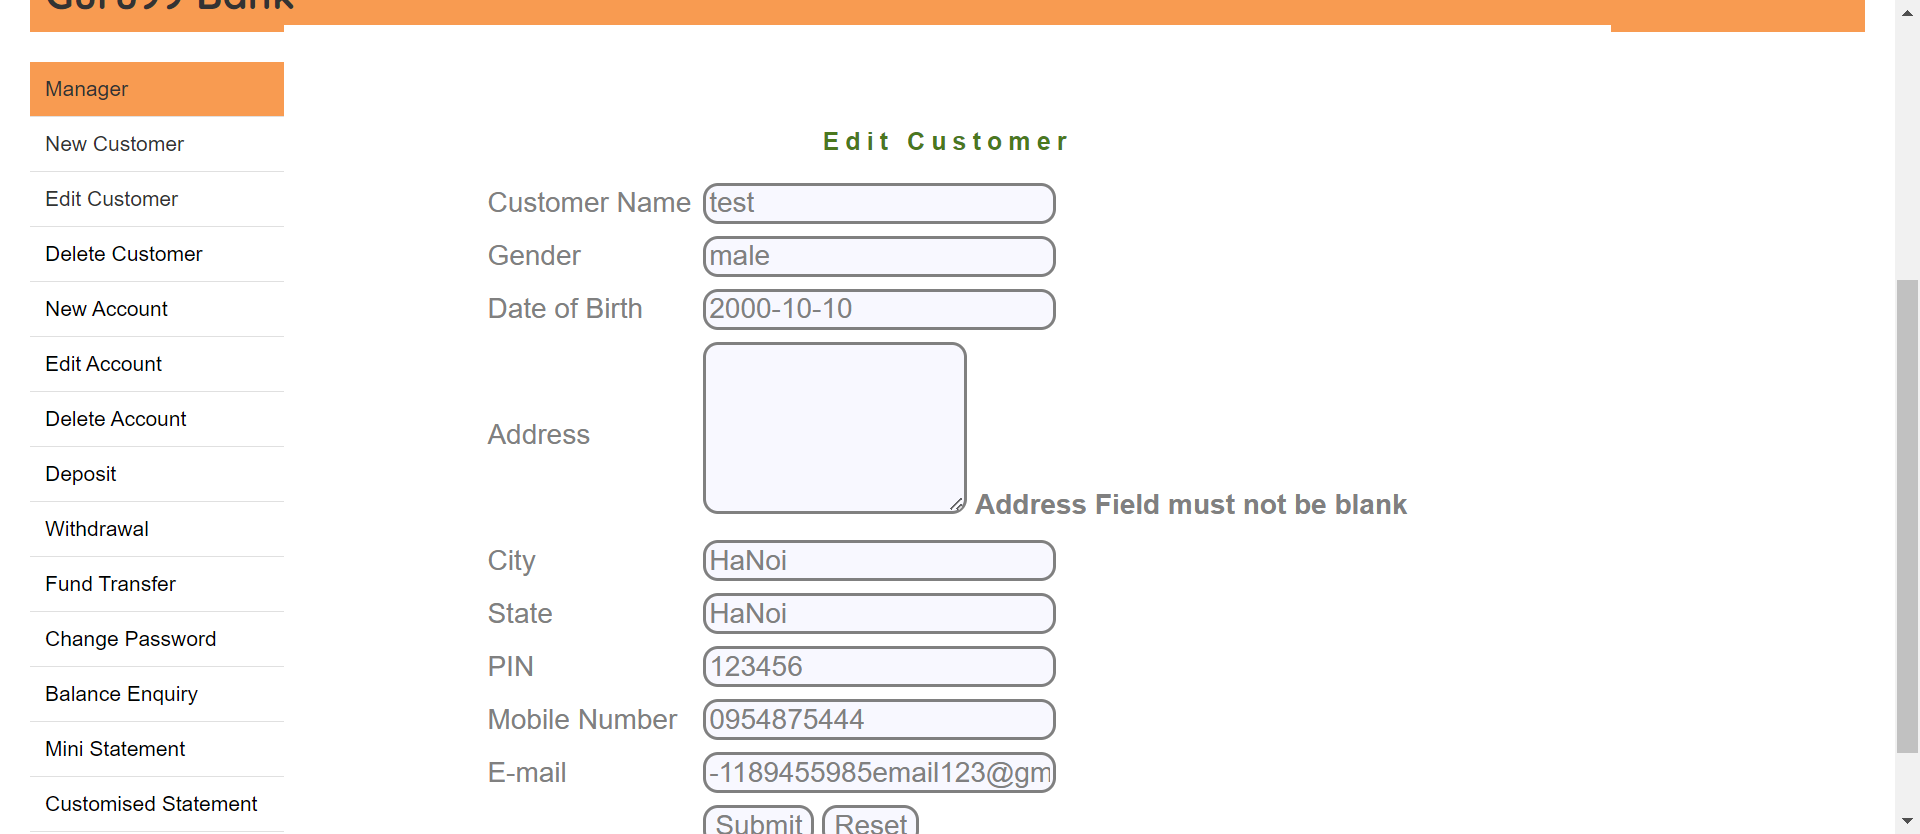 Guru99 Bank
Manager
New Customer
Edit Customer
Delete Customer
New Account
Edit Account
Delete Account
Deposit
Withdrawal
Fund Transfer
Change Password
Balance Enquiry
Mini Statement
Customised Statement
Edit Customer
Customer Name test
Gender male
Date of Birth 2000-10-10
Address Address Field must not be blank
City HaNoi
State HaNoi
PIN 123456
Mobile Number 0954875444
E-mail -1189455985email123@gm
Submit Reset